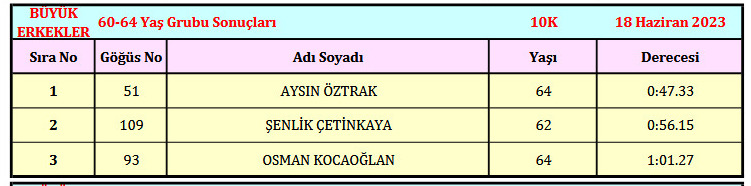 BÜYÜK ERKEKLER 60-64 Yaş Grubu Sonuçları 10K 18 Haziran 2023
Sıra No Göğüs No Adı Soyadı Yaşı Derecesi
1 51 AYSIN ÖZTRAK 64 0:47.33
2 109 ŞENLİK ÇETİNKAYA 62 0:56.15
3 93 OSMAN KOCAOĞLAN 64 1:01.27